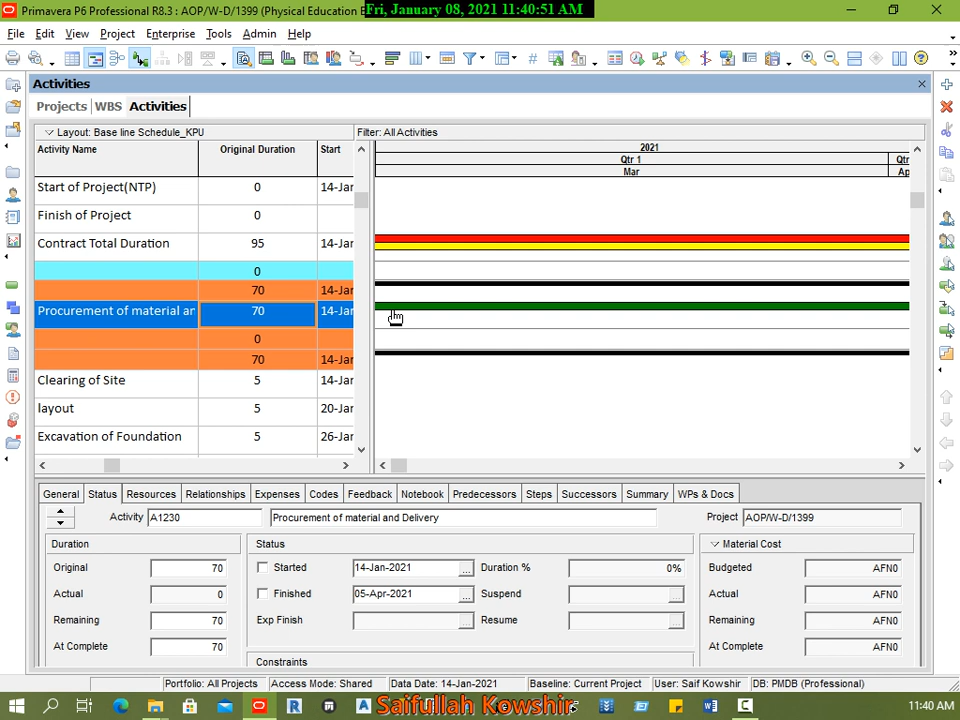 Primavera P6 Professional R8.3 : AOP/W-D/1399 (Physical Education E
Fri, January 08, 2021 11:40:51 AM
File Edit View Project Enterprise Tools Admin Help
Activities
Projects WBS Activities
Layout: Base line Schedule_KPU Filter: All Activities
Activity Name Original Duration Start
2021
Qtr 1 Qtr
Mar Ap
Start of Project(NTP) 0 14-Jan
Finish of Project 0
Contract Total Duration 95 14-Jan
0
70 14-Jan
Procurement of material an 70 14-Jan
0
70 14-Jan
Clearing of Site 5 14-Jan
layout 5 20-Jan
Excavation of Foundation 5 26-Jan
General Status Resources Relationships Expenses Codes Feedback Notebook Predecessors Steps Successors Summary WPs & Docs
Activity A1230 Procurement of material and Delivery Project AOP/W-D/1399
Duration Status Material Cost
Original 70 Started 14-Jan-2021 ... Duration % 0% Budgeted AFN0
Actual 0 Finished 05-Apr-2021 ... Suspend ... Actual AFN0
Remaining 70 Exp Finish ... Resume ... Remaining AFN0
At Complete 70 At Complete AFN0
Constraints
Portfolio: All Projects Access Mode: Shared Data Date: 14-Jan-2021 Baseline: Current Project User: Saif Kowshir DB: PMDB (Professional)
Saifullah Kowshir
11:40 AM